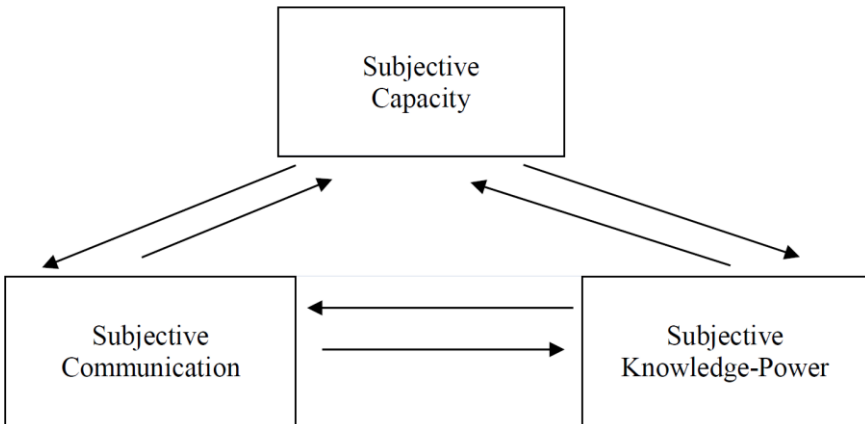 Subjective
Capacity
Subjective
Communication
Subjective
Knowledge-Power